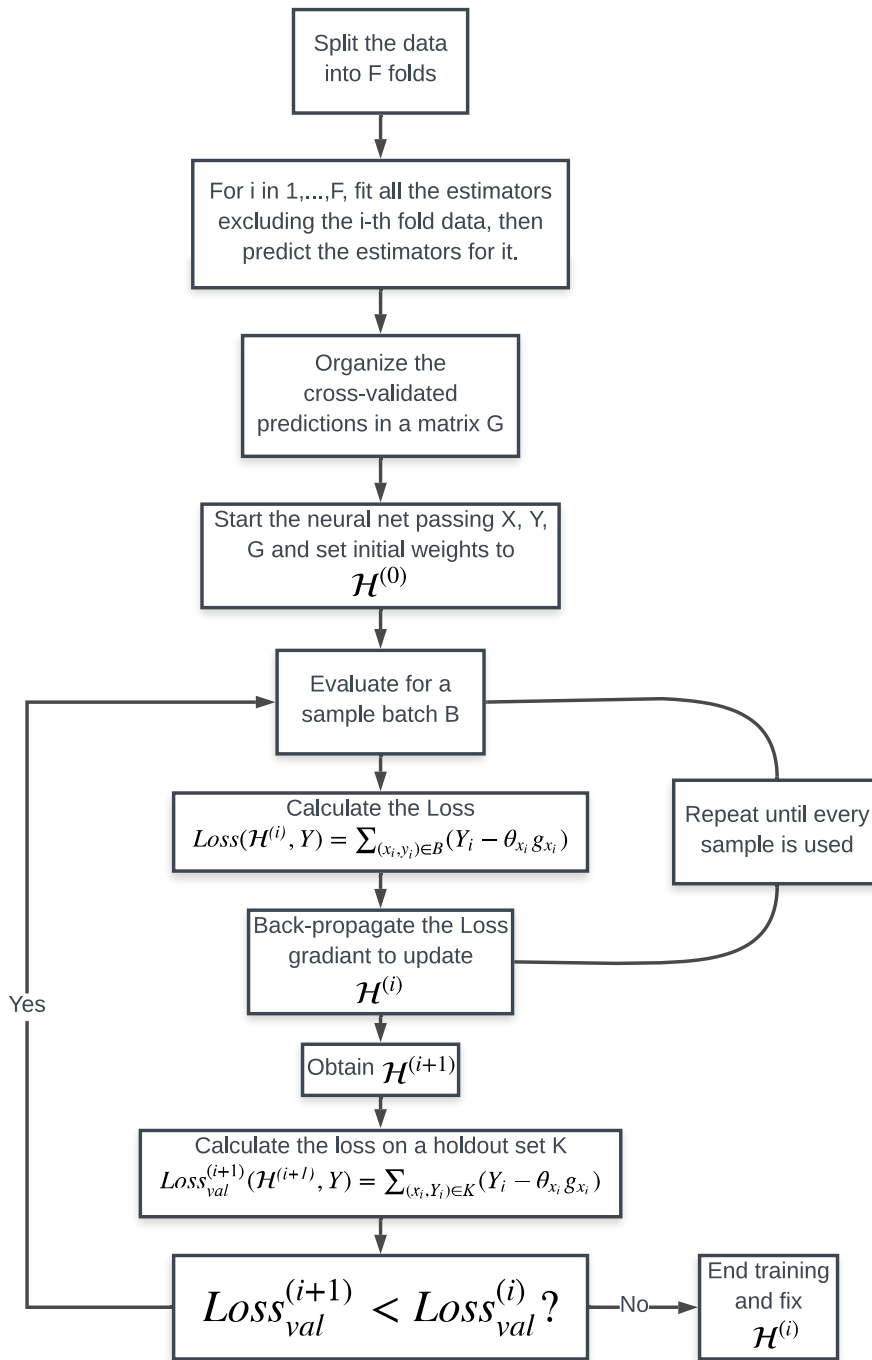 Split the data
into F folds
For i in 1,...,F, fit all the estimators
excluding the i-th fold data, then
predict the estimators for it.
Organize the
cross-validated
predictions in a matrix G
Start the neural net passing X, Y,
G and set initial weights to
ℋ^(0)
Evaluate for a
sample batch B
Calculate the Loss
Loss(ℋ^(i), Y) = ∑_{(x_i,y_i)∈B}(Y_i − θ_{x_i} g_{x_i})
Repeat until every
sample is used
Back-propagate the Loss
gradiant to update
ℋ^(i)
Yes
Obtain ℋ^(i+1)
Calculate the loss on a holdout set K
Loss_val^(i+1)(ℋ^(i+1), Y) = ∑_{(x_i,Y_i)∈K}(Y_i − θ_{x_i} g_{x_i})
Loss_val^(i+1) < Loss_val^(i)?
No
End training
and fix
ℋ^(i)